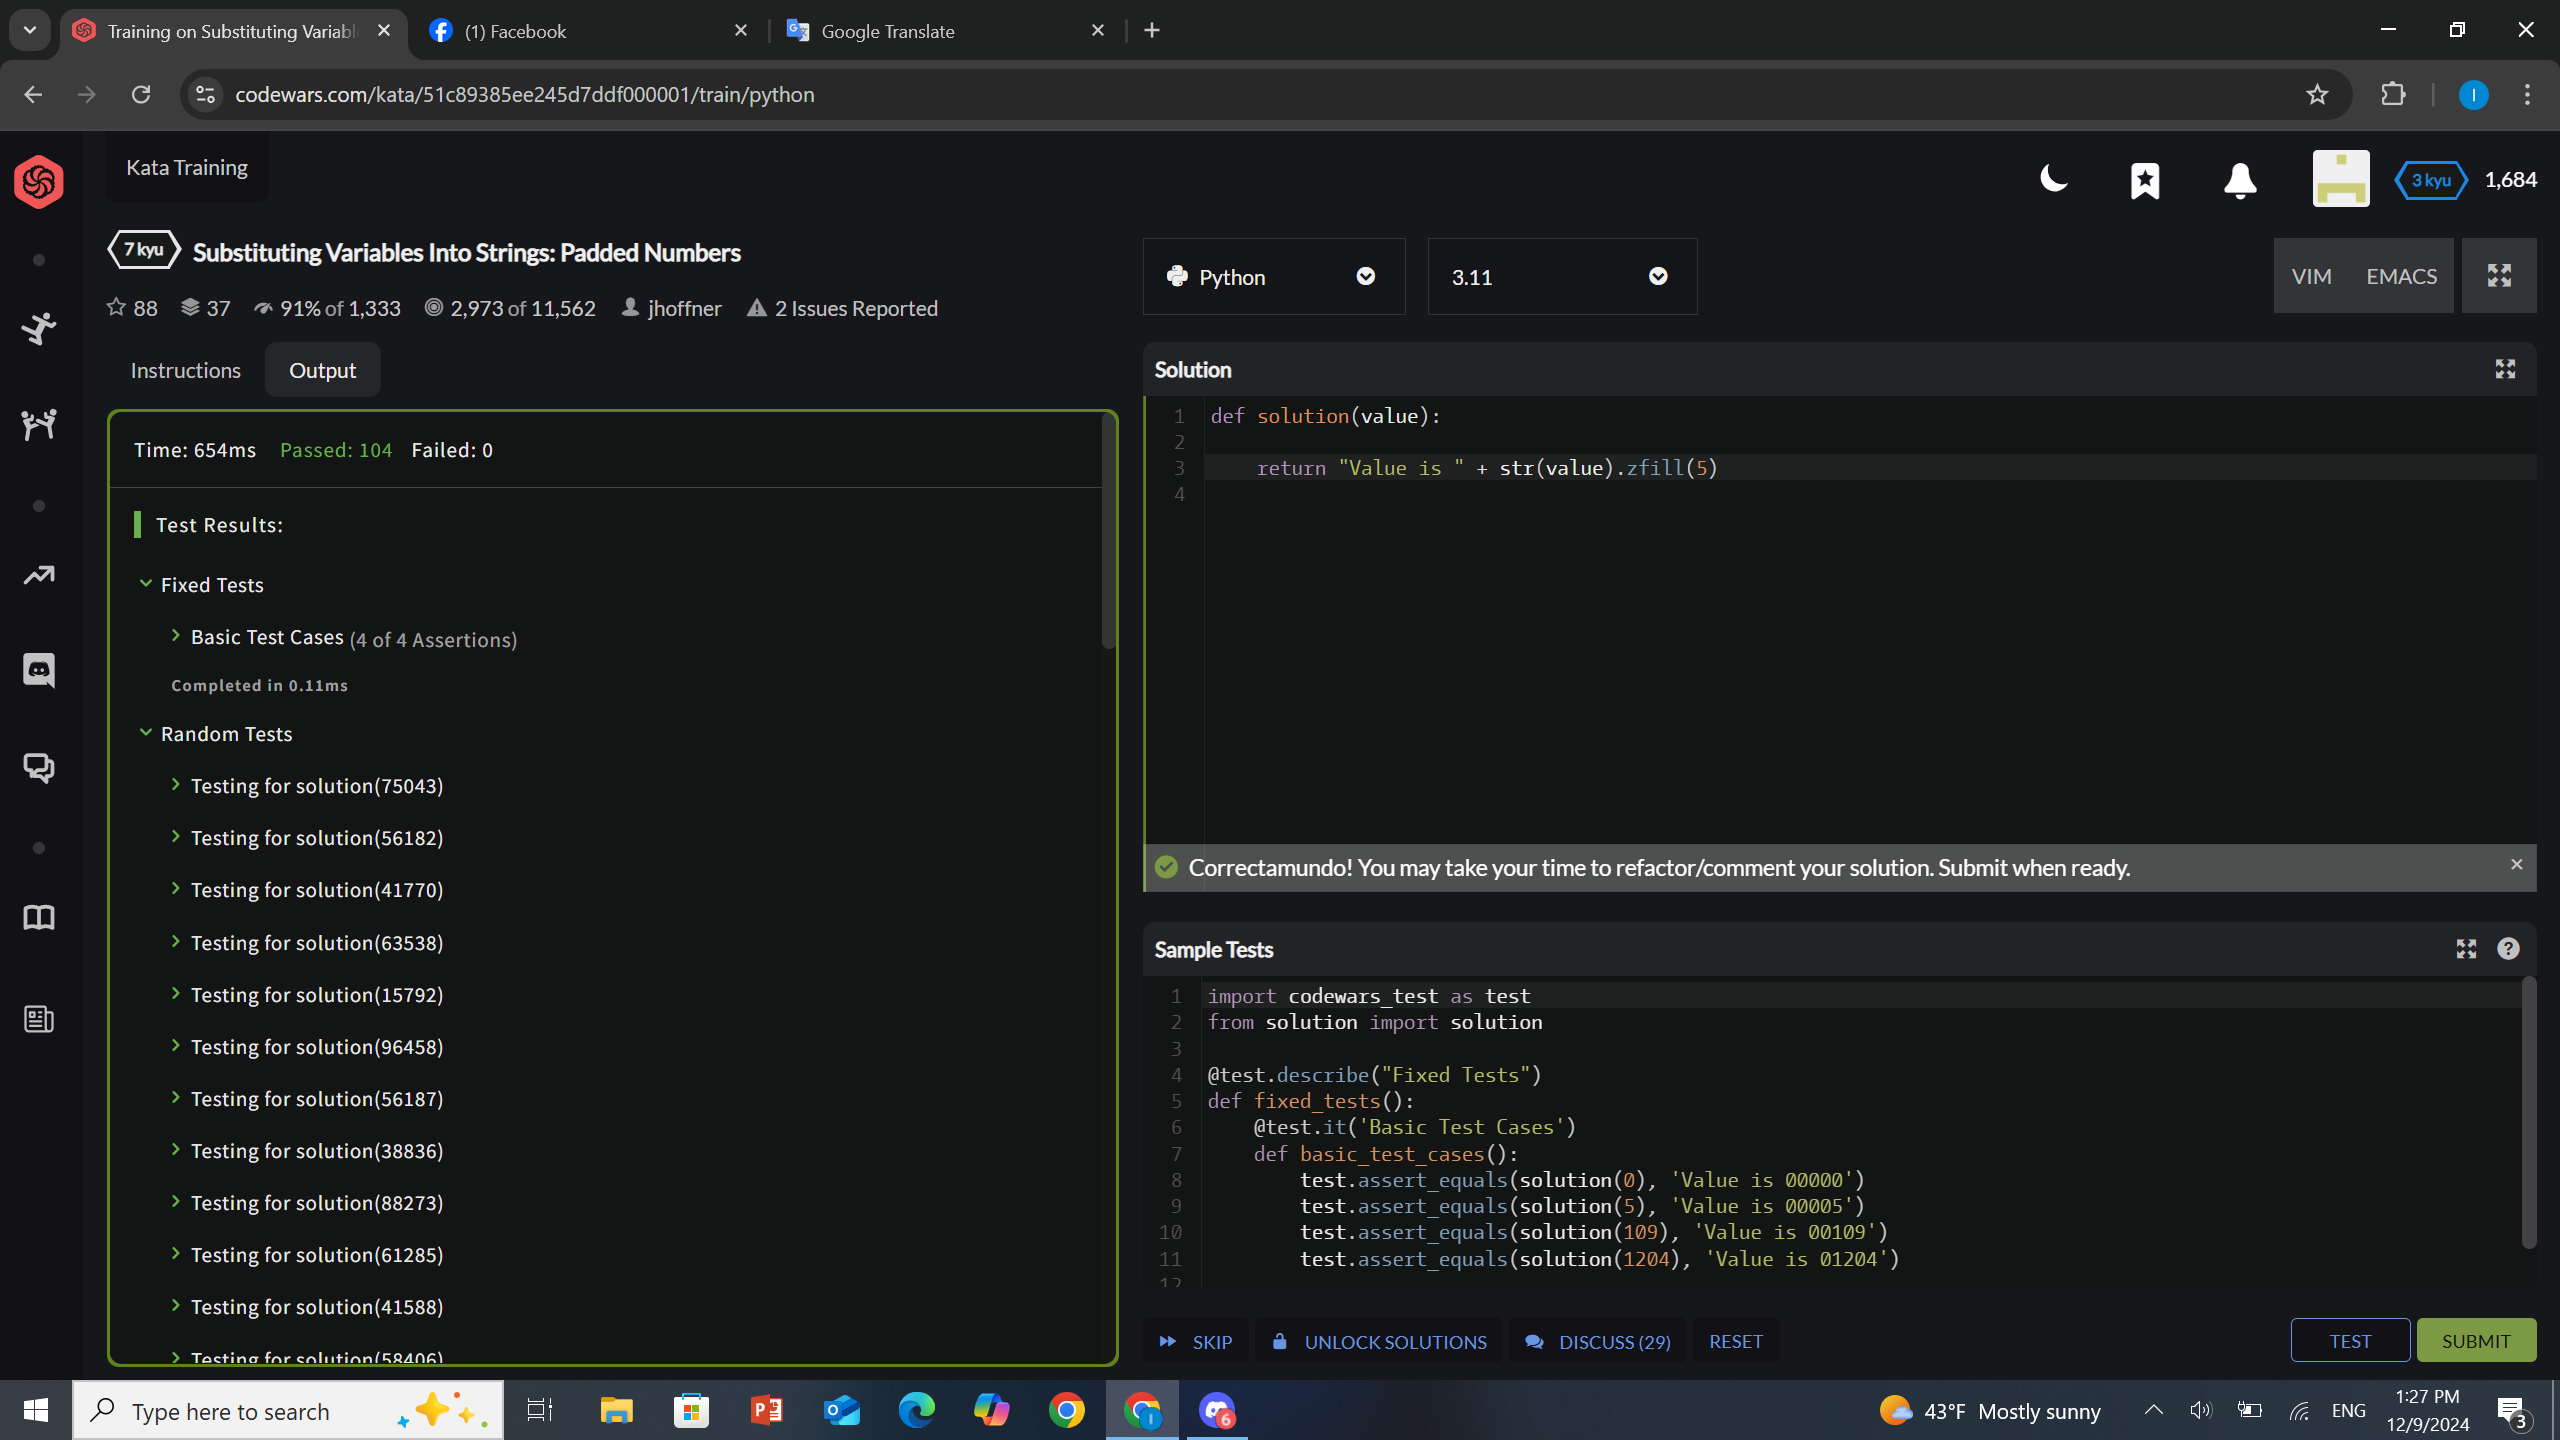 Training on Substituting Variabl
(1) Facebook
Google Translate
codewars.com/kata/51c89385ee245d7ddf000001/train/python
I
Kata Training
3 kyu
1,684
7 kyu
Substituting Variables Into Strings: Padded Numbers
88
37
91% of 1,333
2,973 of 11,562
jhoffner
2 Issues Reported
Python
3.11
VIM
EMACS
Instructions
Output
Time: 654ms Passed: 104 Failed: 0
Test Results:
Fixed Tests
Basic Test Cases (4 of 4 Assertions)
Completed in 0.11ms
Random Tests
Testing for solution(75043)
Testing for solution(56182)
Testing for solution(41770)
Testing for solution(63538)
Testing for solution(15792)
Testing for solution(96458)
Testing for solution(56187)
Testing for solution(38836)
Testing for solution(88273)
Testing for solution(61285)
Testing for solution(41588)
Testing for solution(58406)
Solution
1 def solution(value):
2
3     return "Value is " + str(value).zfill(5)
4
Correctamundo! You may take your time to refactor/comment your solution. Submit when ready.
Sample Tests
1 import codewars_test as test
2 from solution import solution
3
4 @test.describe("Fixed Tests")
5 def fixed_tests():
6     @test.it('Basic Test Cases')
7     def basic_test_cases():
8         test.assert_equals(solution(0), 'Value is 00000')
9         test.assert_equals(solution(5), 'Value is 00005')
10         test.assert_equals(solution(109), 'Value is 00109')
11         test.assert_equals(solution(1204), 'Value is 01204')
12
SKIP
UNLOCK SOLUTIONS
DISCUSS (29)
RESET
TEST
SUBMIT
Type here to search
6
43°F Mostly sunny
ENG
1:27 PM
12/9/2024
3